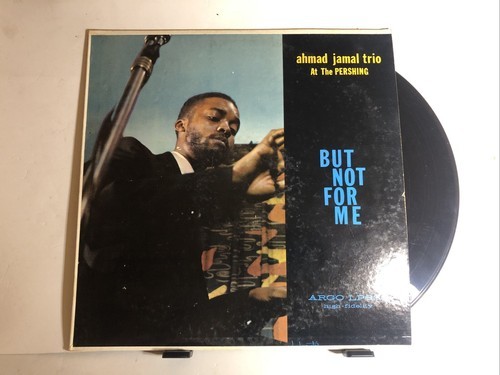 ahmad jamal trio
At The PERSHING
BUT
NOT
FOR
ME
ARGO
high-fidelity